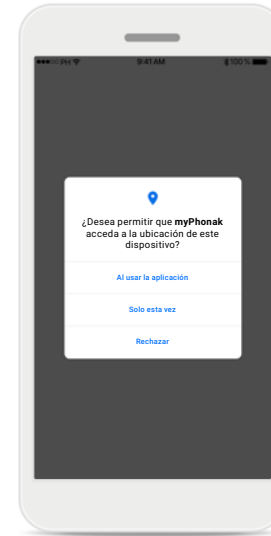 PH 9:41 AM 100 %
¿Desea permitir que myPhonak
acceda a la ubicación de este
dispositivo?
Al usar la aplicación
Solo esta vez
Rechazar